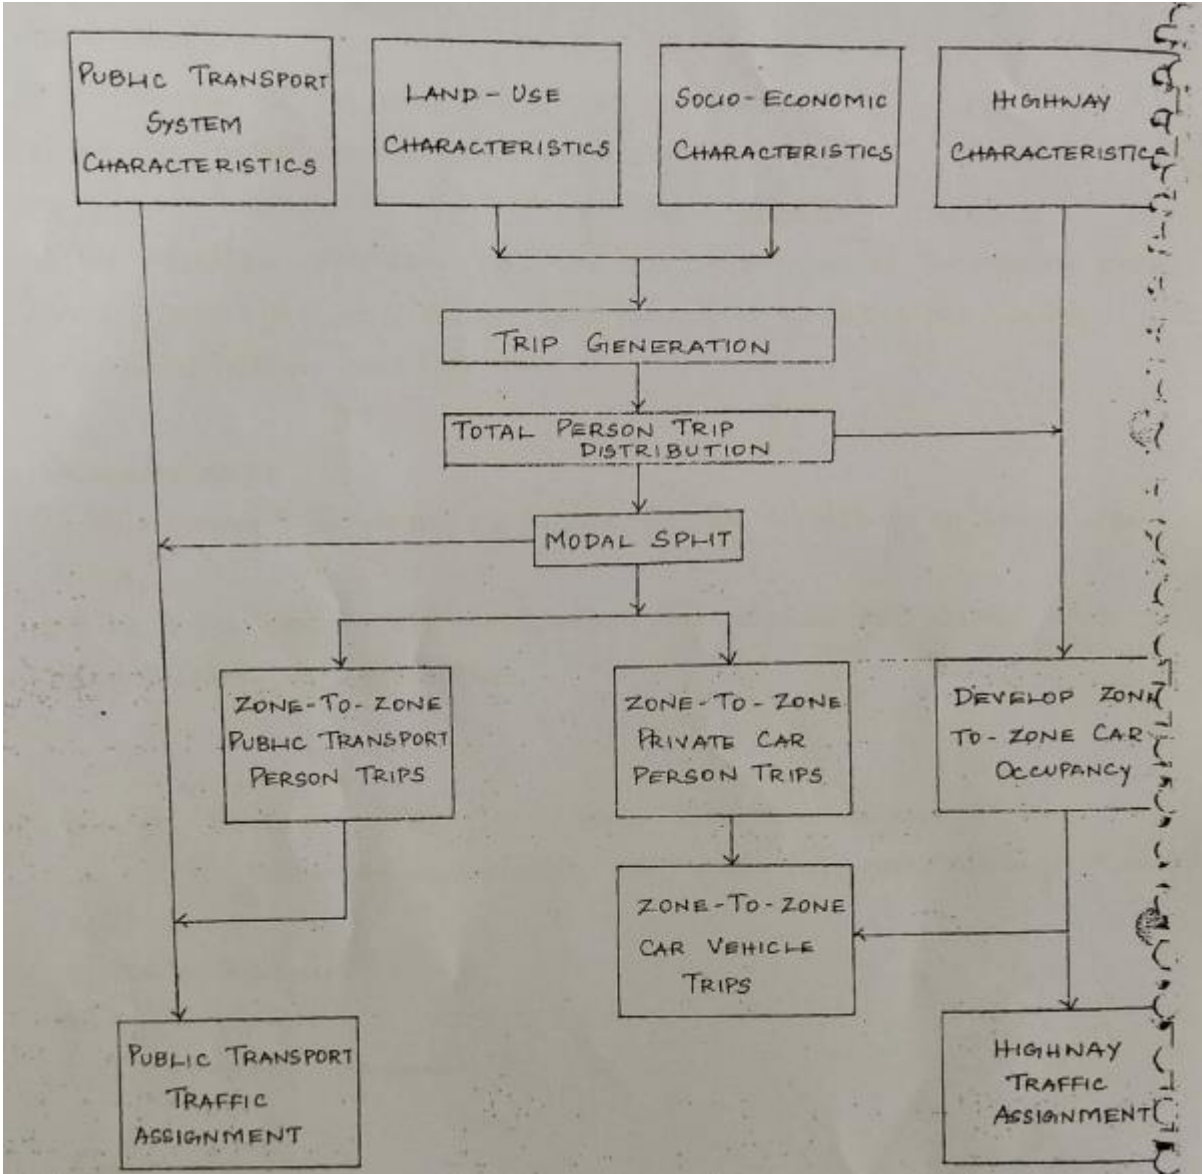 PUBLIC TRANSPORT
SYSTEM
CHARACTERISTICS
LAND-USE
CHARACTERISTICS
SOCIO-ECONOMIC
CHARACTERISTICS
HIGHWAY
CHARACTERISTICS
TRIP GENERATION
TOTAL PERSON TRIP
DISTRIBUTION
MODAL SPLIT
ZONE-TO-ZONE
PUBLIC TRANSPORT
PERSON TRIPS
ZONE-TO-ZONE
PRIVATE CAR
PERSON TRIPS
DEVELOP ZONE
TO-ZONE CAR
OCCUPANCY
ZONE-TO-ZONE
CAR VEHICLE
TRIPS
PUBLIC TRANSPORT
TRAFFIC
ASSIGNMENT
HIGHWAY
TRAFFIC
ASSIGNMENT